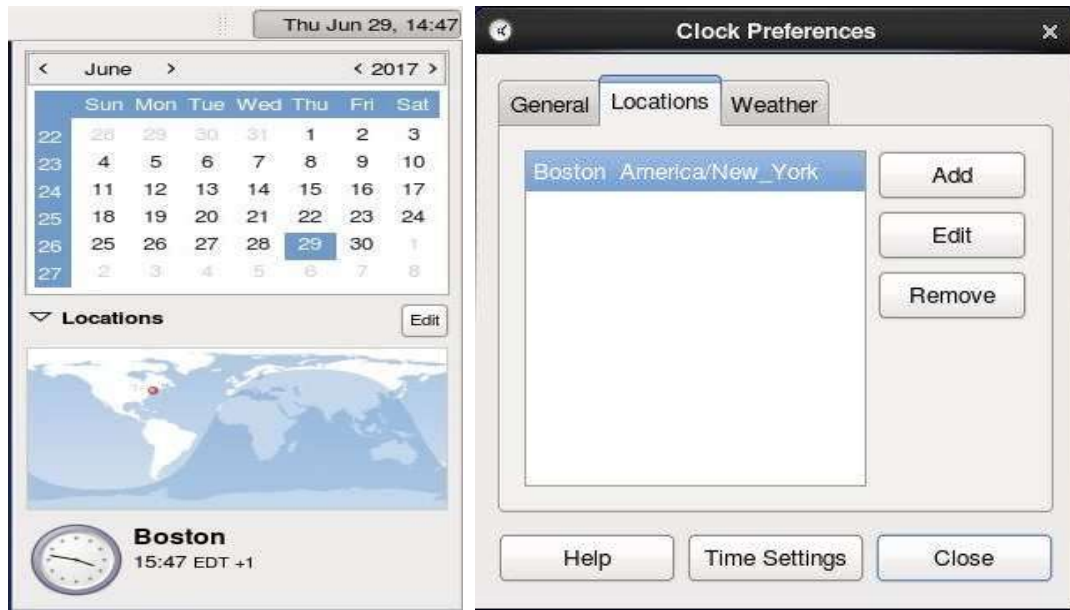 Thu Jun 29, 14:47
< June > < 2017 >
Sun Mon Tue Wed Thu Fri Sat
22 28 29 30 31 1 2 3
23 4 5 6 7 8 9 10
24 11 12 13 14 15 16 17
25 18 19 20 21 22 23 24
26 25 26 27 28 29 30 1
27 2 3 4 5 6 7 8
Locations Edit
Boston
15:47 EDT +1
Clock Preferences
General Locations Weather
Boston America/New_York
Add
Edit
Remove
Help Time Settings Close